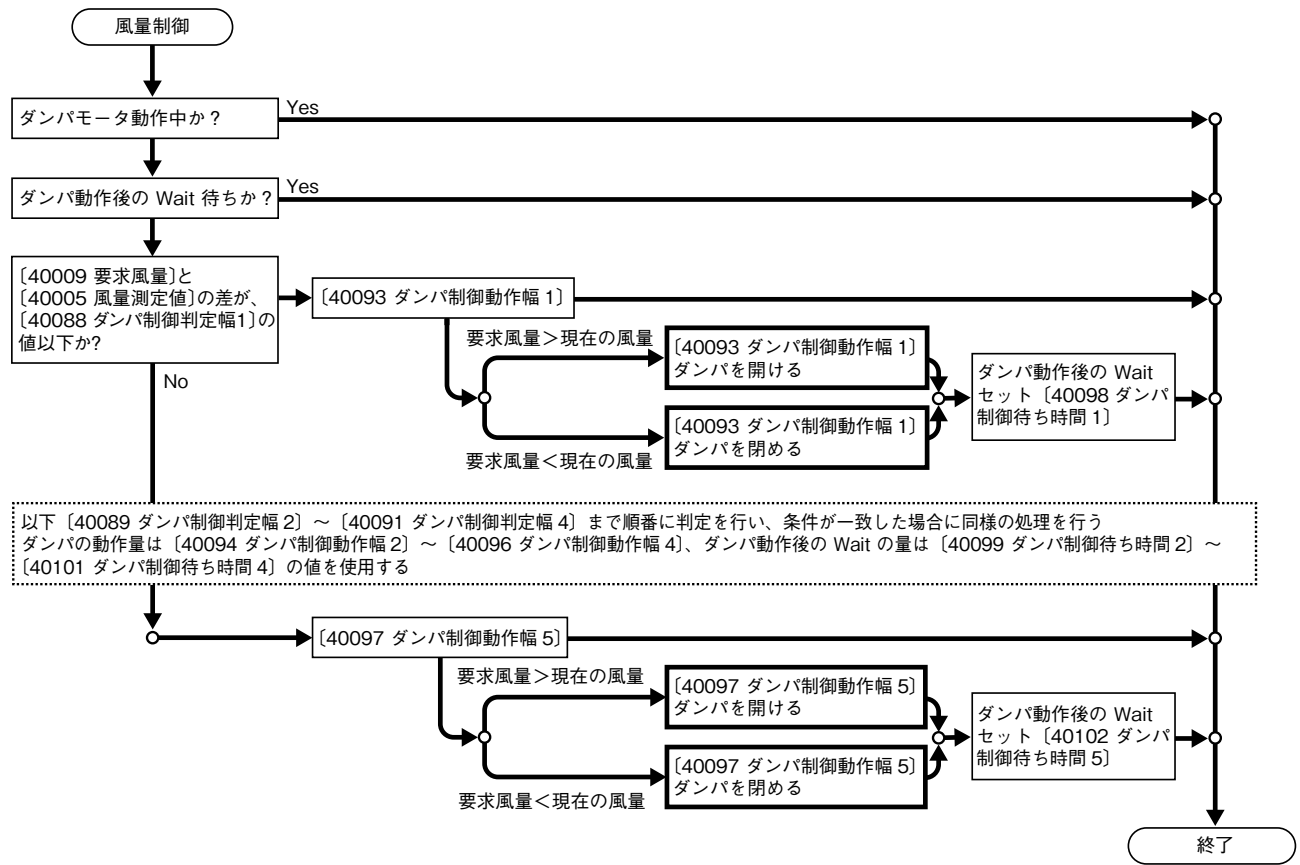 風量制御
ダンパモータ動作中か？
Yes
ダンパ動作後の Wait 待ちか？
Yes
〔40009 要求風量〕と
〔40005 風量測定値〕の差が、
〔40088 ダンパ制御判定幅1〕の
値以下か?
No
〔40093 ダンパ制御動作幅 1〕
要求風量＞現在の風量
〔40093 ダンパ制御動作幅 1〕
ダンパを開ける
〔40093 ダンパ制御動作幅 1〕
ダンパを閉める
要求風量＜現在の風量
ダンパ動作後の Wait
セット〔40098 ダンパ
制御待ち時間 1〕
以下〔40089 ダンパ制御判定幅 2〕～〔40091 ダンパ制御判定幅 4〕まで順番に判定を行い、条件が一致した場合に同様の処理を行う
ダンパの動作量は〔40094 ダンパ制御動作幅 2〕～〔40096 ダンパ制御動作幅 4〕、ダンパ動作後の Wait の量は〔40099 ダンパ制御待ち時間 2〕～
〔40101 ダンパ制御待ち時間 4〕の値を使用する
〔40097 ダンパ制御動作幅 5〕
要求風量＞現在の風量
〔40097 ダンパ制御動作幅 5〕
ダンパを開ける
〔40097 ダンパ制御動作幅 5〕
ダンパを閉める
要求風量＜現在の風量
ダンパ動作後の Wait
セット〔40102 ダンパ
制御待ち時間 5〕
終了